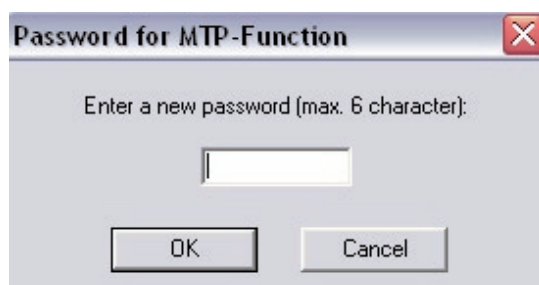 Password for MTP-Function
Enter a new password (max. 6 character):
OK
Cancel